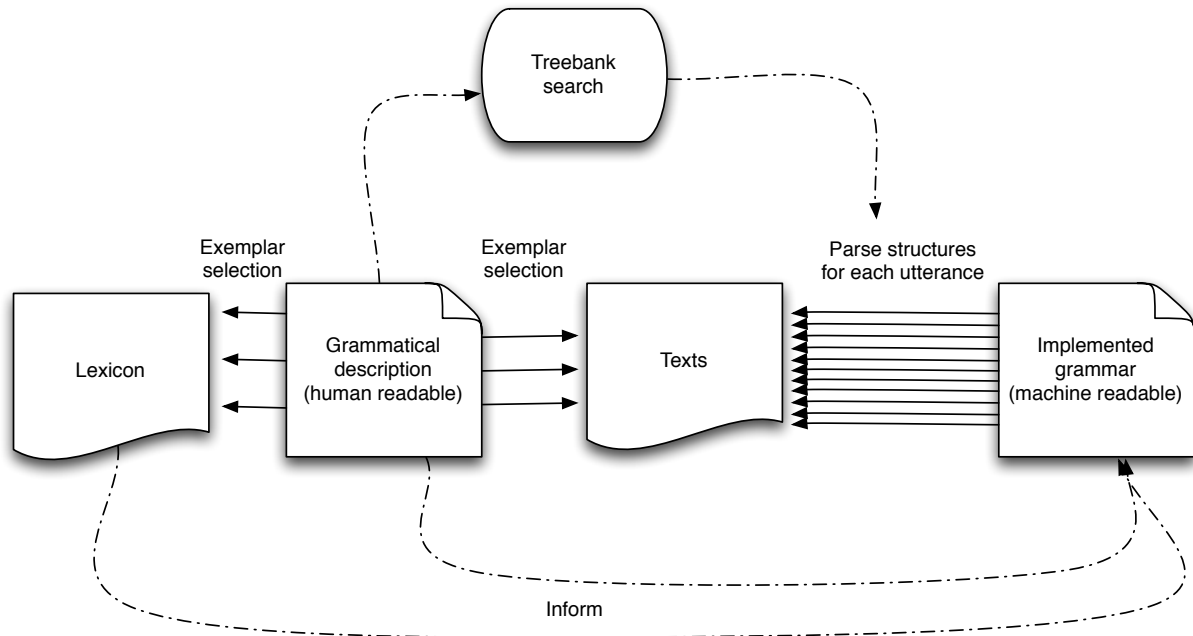 Treebank
search
Exemplar
selection
Exemplar
selection
Parse structures
for each utterance
Lexicon
Grammatical
description
(human readable)
Texts
Implemented
grammar
(machine readable)
Inform